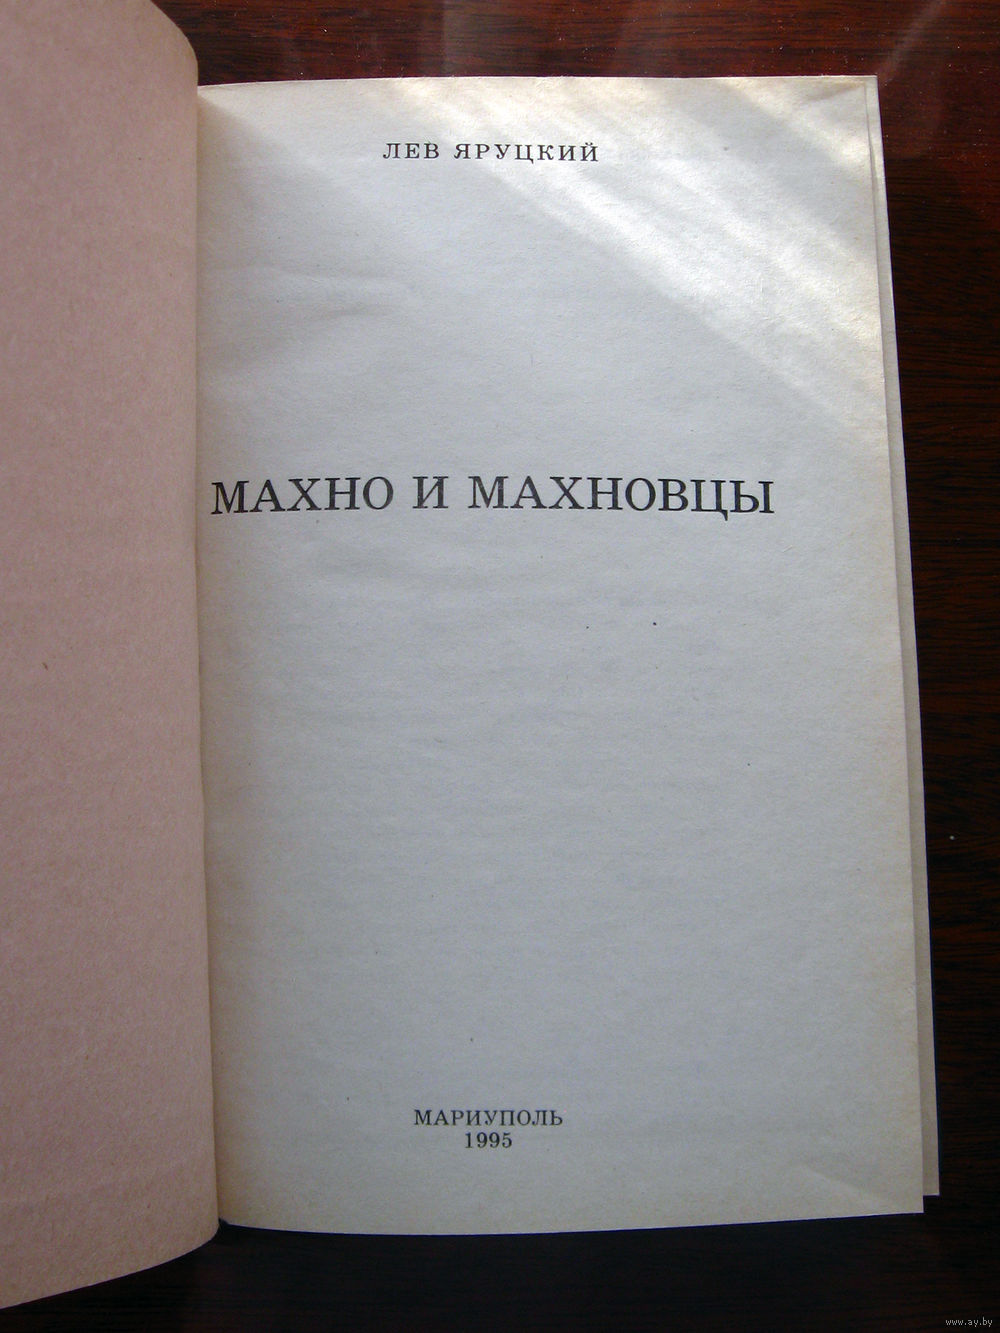 ЛЕВ ЯРУЦКИЙ
МАХНО И МАХНОВЦЫ
МАРИУПОЛЬ
1995
www.ay.by